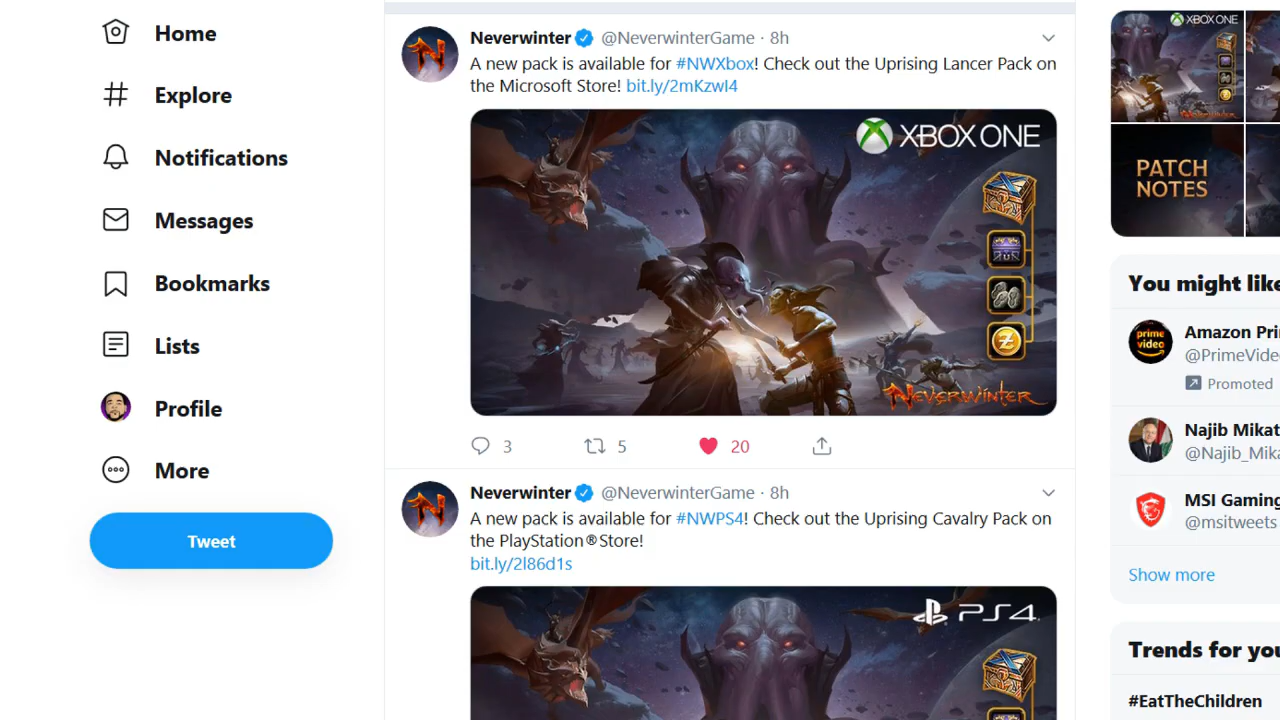 Home
Explore
Notifications
Messages
Bookmarks
Lists
Profile
More
Tweet
Neverwinter @NeverwinterGame · 8h
A new pack is available for #NWXbox! Check out the Uprising Lancer Pack on
the Microsoft Store! bit.ly/2mKzwI4
XBOX ONE
NEVERWINTER
3 5 20
Neverwinter @NeverwinterGame · 8h
A new pack is available for #NWPS4! Check out the Uprising Cavalry Pack on
the PlayStation®Store!
bit.ly/2l86d1s
PS4
XBOX ONE
PATCH
NOTES
You might like
prime
video
Amazon Pri
@PrimeVide
Promoted
Najib Mikat
@Najib_Mika
MSI Gaming
@msitweets
Show more
Trends for you
#EatTheChildren